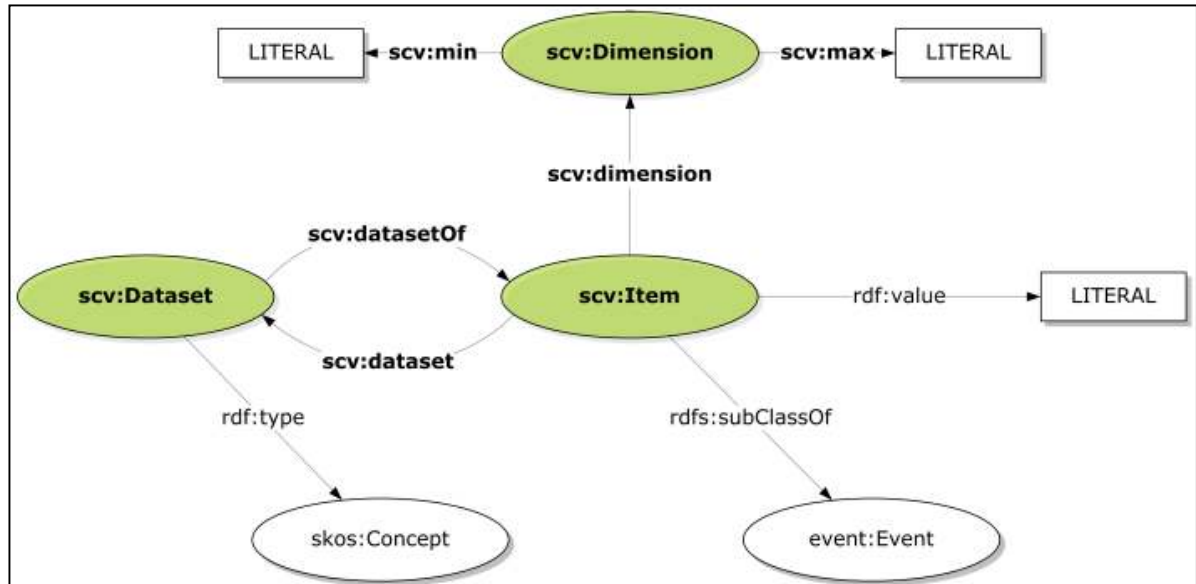 LITERAL scv:min scv:Dimension scv:max LITERAL
scv:dimension
scv:datasetOf
scv:Dataset scv:Item rdf:value LITERAL
scv:dataset
rdf:type rdfs:subClassOf
skos:Concept event:Event